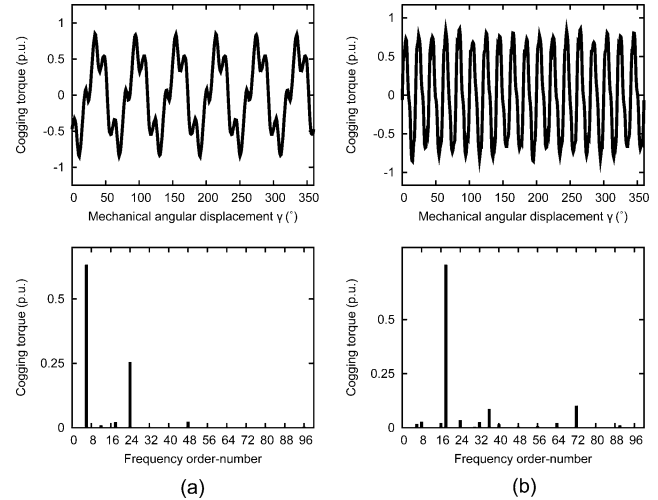 Cogging torque (p.u.)
1
0.5
0
-0.5
-1
0 50 100 150 200 250 300 350
Mechanical angular displacement γ (°)
Cogging torque (p.u.)
1
0.5
0
-0.5
-1
0 50 100 150 200 250 300 350
Mechanical angular displacement γ (°)
Cogging torque (p.u.)
0.5
0.25
0
0 8 16 24 32 40 48 56 64 72 80 88 96
Frequency order-number
(a)
Cogging torque (p.u.)
0.5
0.25
0
0 8 16 24 32 40 48 56 64 72 80 88 96
Frequency order-number
(b)